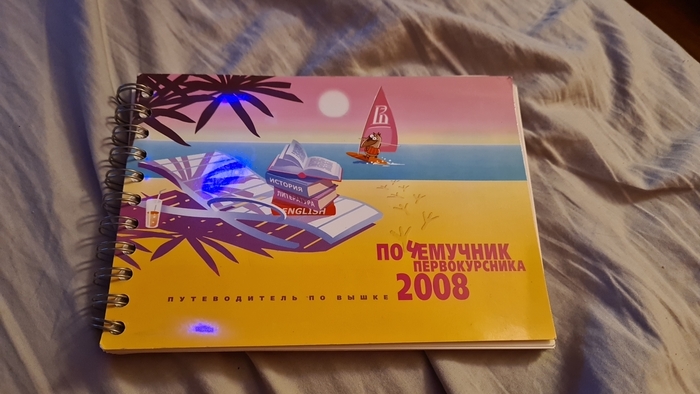 ИСТОРИЯ
ЛИТЕРАТУРА
ENGLISH
ПОЧЕМУЧНИК
ПЕРВОКУРСНИКА
2008
ПУТЕВОДИТЕЛЬ ПО ВЫШКЕ